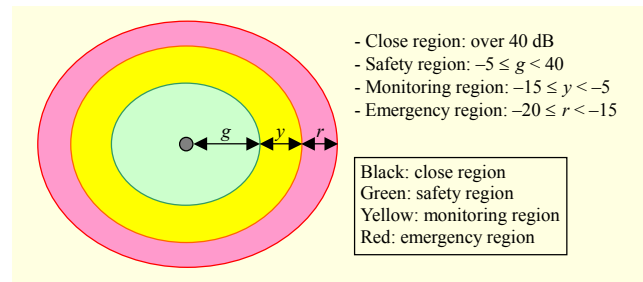 g
y
r
- Close region: over 40 dB
- Safety region: –5 ≤ g < 40
- Monitoring region: –15 ≤ y < –5
- Emergency region: –20 ≤ r < –15
Black: close region
Green: safety region
Yellow: monitoring region
Red: emergency region